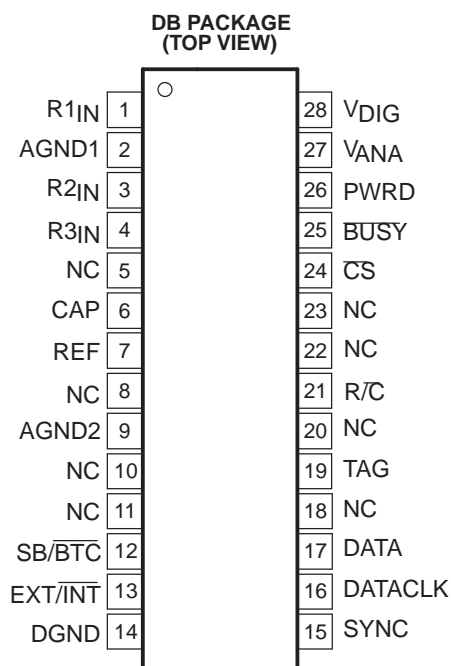 DB PACKAGE
(TOP VIEW)
R1IN 1 28 VDIG
AGND1 2 27 VANA
R2IN 3 26 PWRD
R3IN 4 25 BUSY
NC 5 24 CS
CAP 6 23 NC
REF 7 22 NC
NC 8 21 R/C
AGND2 9 20 NC
NC 10 19 TAG
NC 11 18 NC
SB/BTC 12 17 DATA
EXT/INT 13 16 DATACLK
DGND 14 15 SYNC